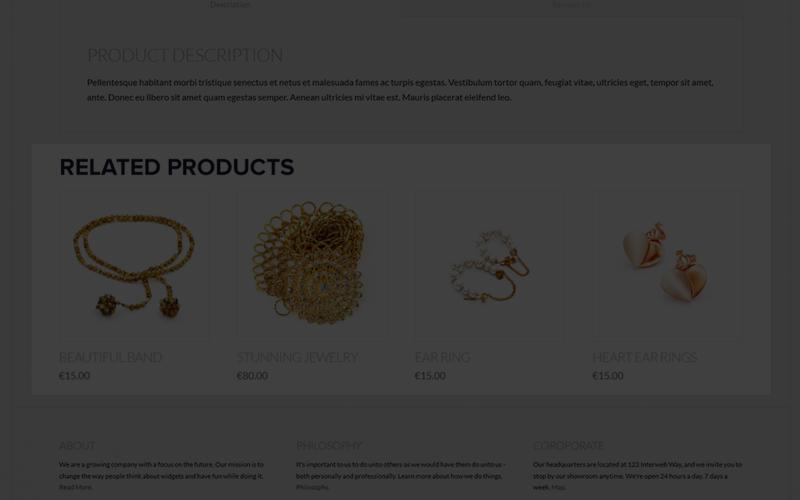 Description
Reviews (0)
PRODUCT DESCRIPTION
Pellentesque habitant morbi tristique senectus et netus et malesuada fames ac turpis egestas. Vestibulum tortor quam, feugiat vitae, ultricies eget, tempor sit amet,
ante. Donec eu libero sit amet quam egestas semper. Aenean ultricies mi vitae est. Mauris placerat eleifend leo.
RELATED PRODUCTS
BEAUTIFUL BAND
€15.00
STUNNING JEWELRY
€80.00
EAR RING
€15.00
HEART EAR RINGS
€15.00
ABOUT
We are a growing company with a focus on the future. Our mission is to
change the way people think about widgets and have fun while doing it.
Read More.
PHILOSOPHY
It's important to us to do unto others as we would have them do unto us -
both personally and professionally. Learn more about how we do things.
Philosophy.
COROPORATE
Our headquarters are located at 123 Interwefi Way, and we invite you to
stop by our showroom anytime. We're open 24 hours a day, 7 days a
week. Map.